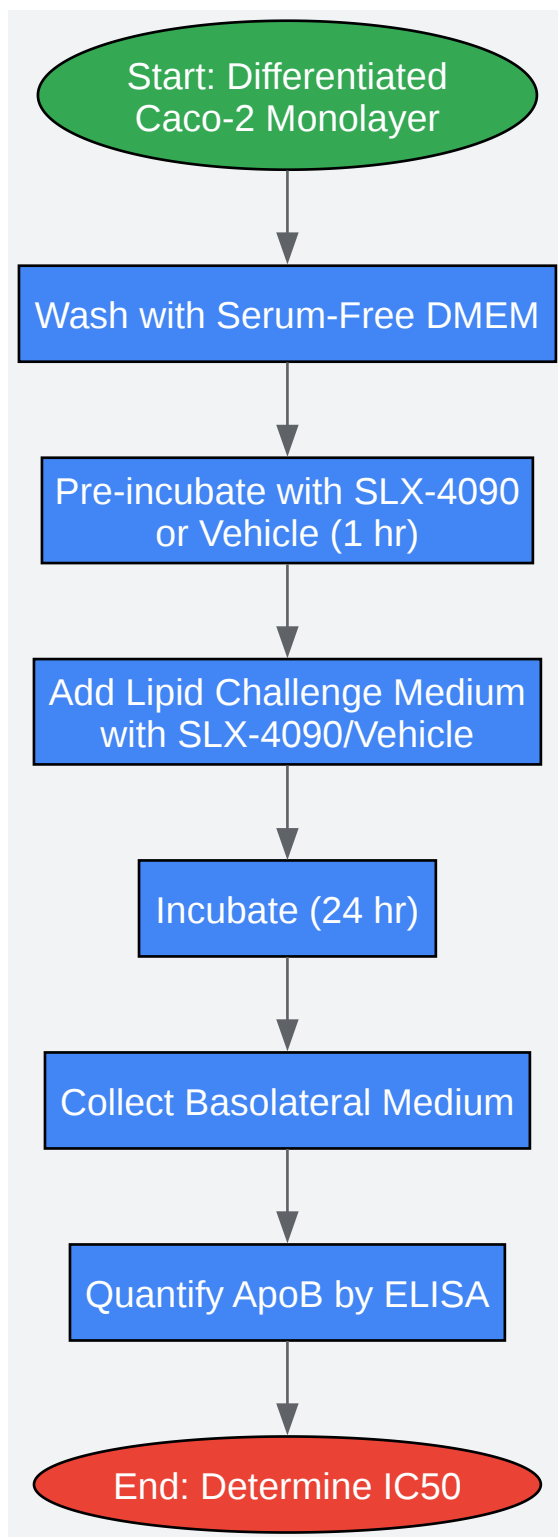 Start: Differentiated
Caco-2 Monolayer
Wash with Serum-Free DMEM
Pre-incubate with SLX-4090
or Vehicle (1 hr)
Add Lipid Challenge Medium
with SLX-4090/Vehicle
Incubate (24 hr)
Collect Basolateral Medium
Quantify ApoB by ELISA
End: Determine IC50